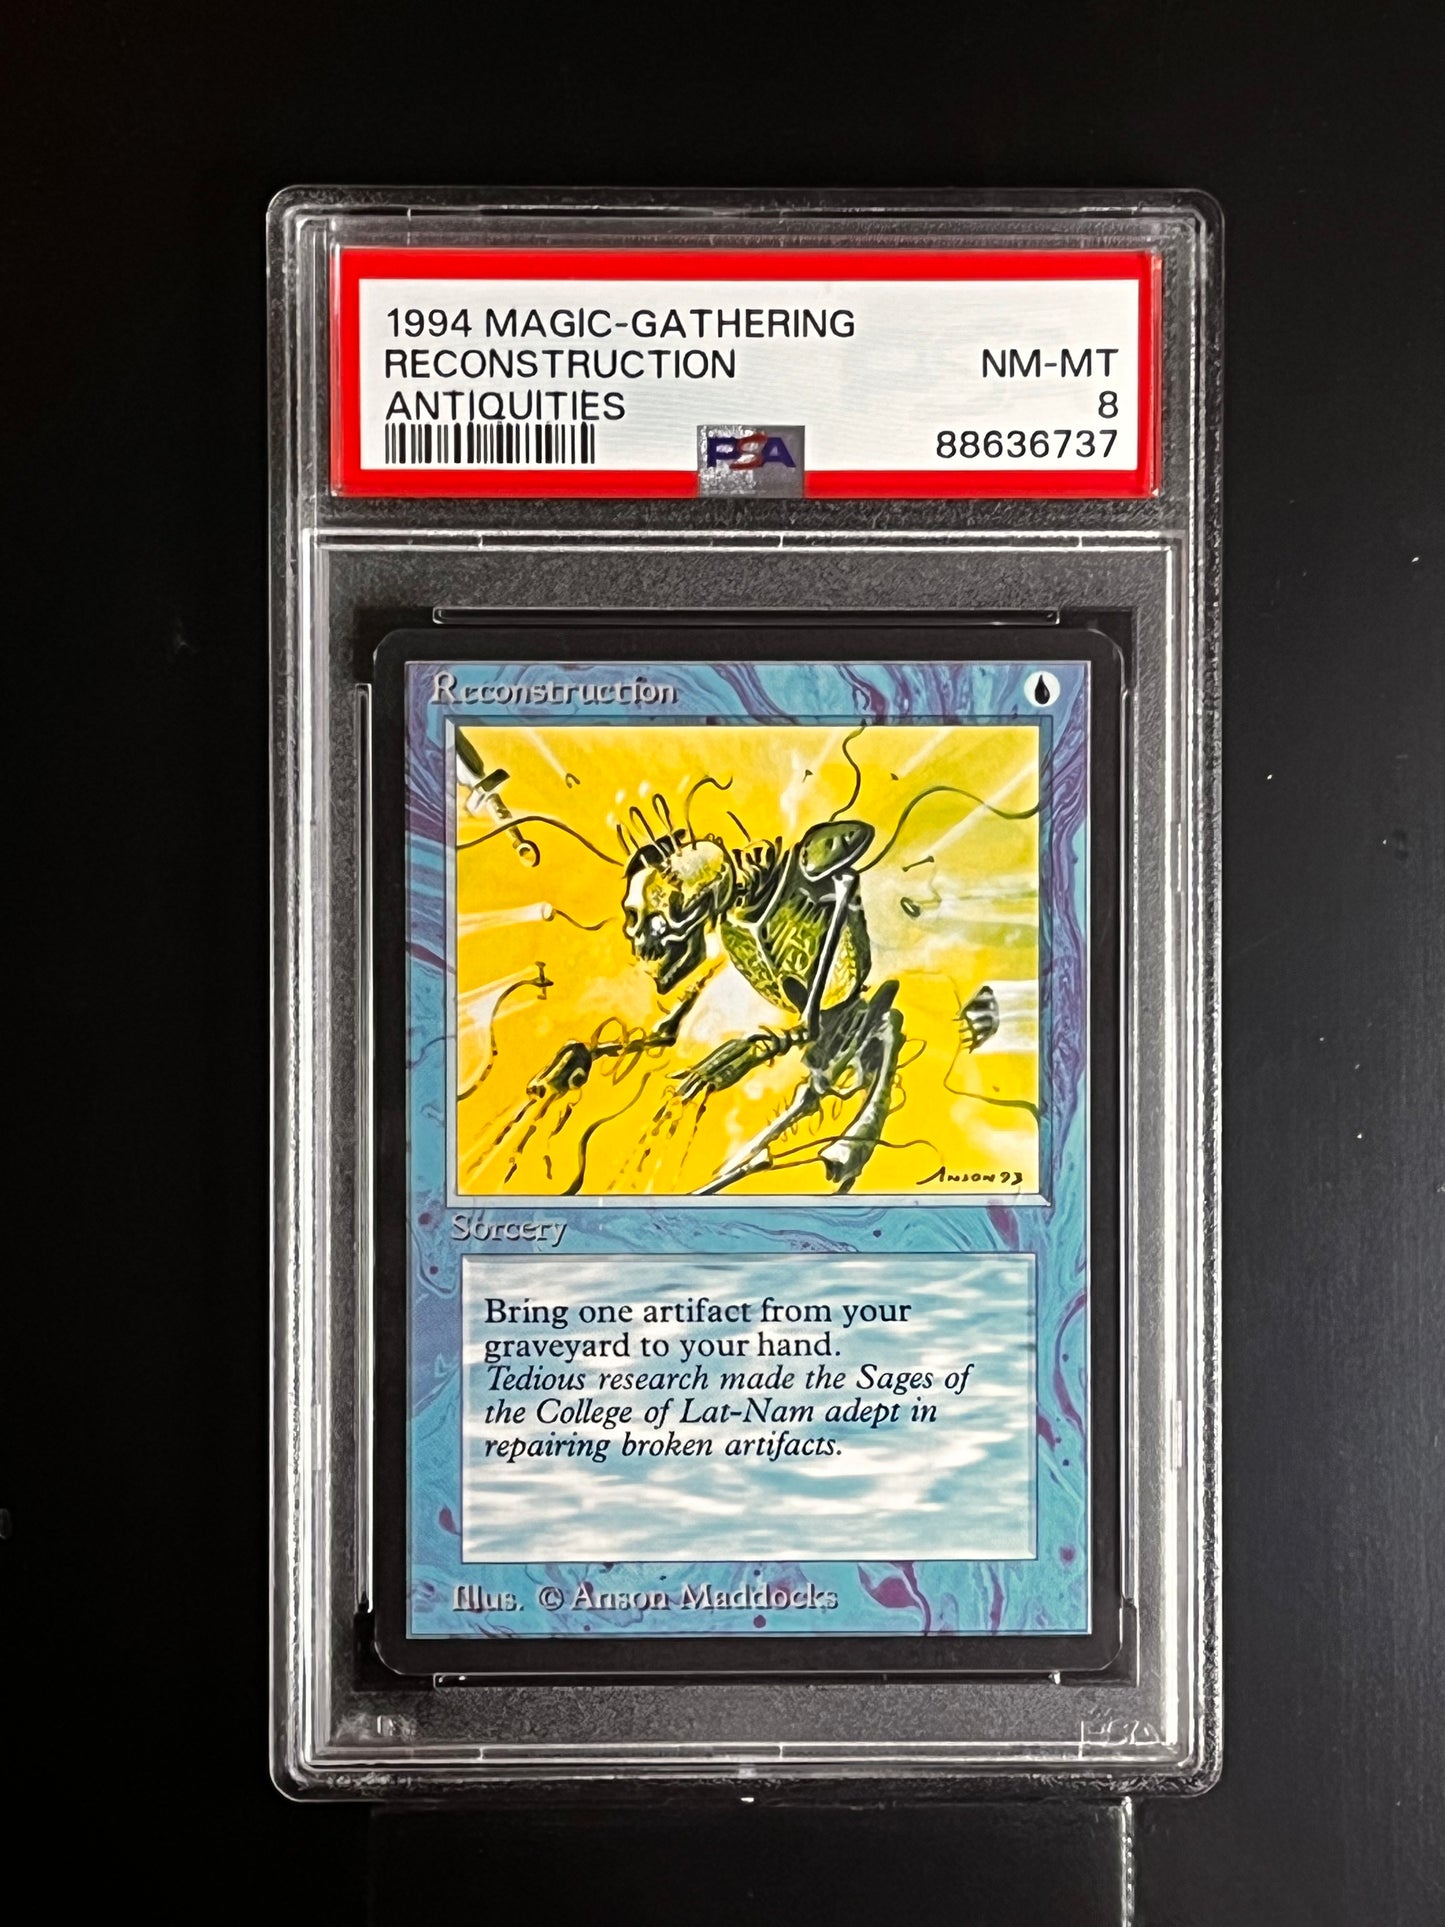 1994 MAGIC-GATHERING
RECONSTRUCTION NM-MT
ANTIQUITIES 8
PSA 88636737
Reconstruction
ANSON 93
Sorcery
Bring one artifact from your
graveyard to your hand.
Tedious research made the Sages of
the College of Lat-Nam adept in
repairing broken artifacts.
Illus. © Anson Maddocks
PSA